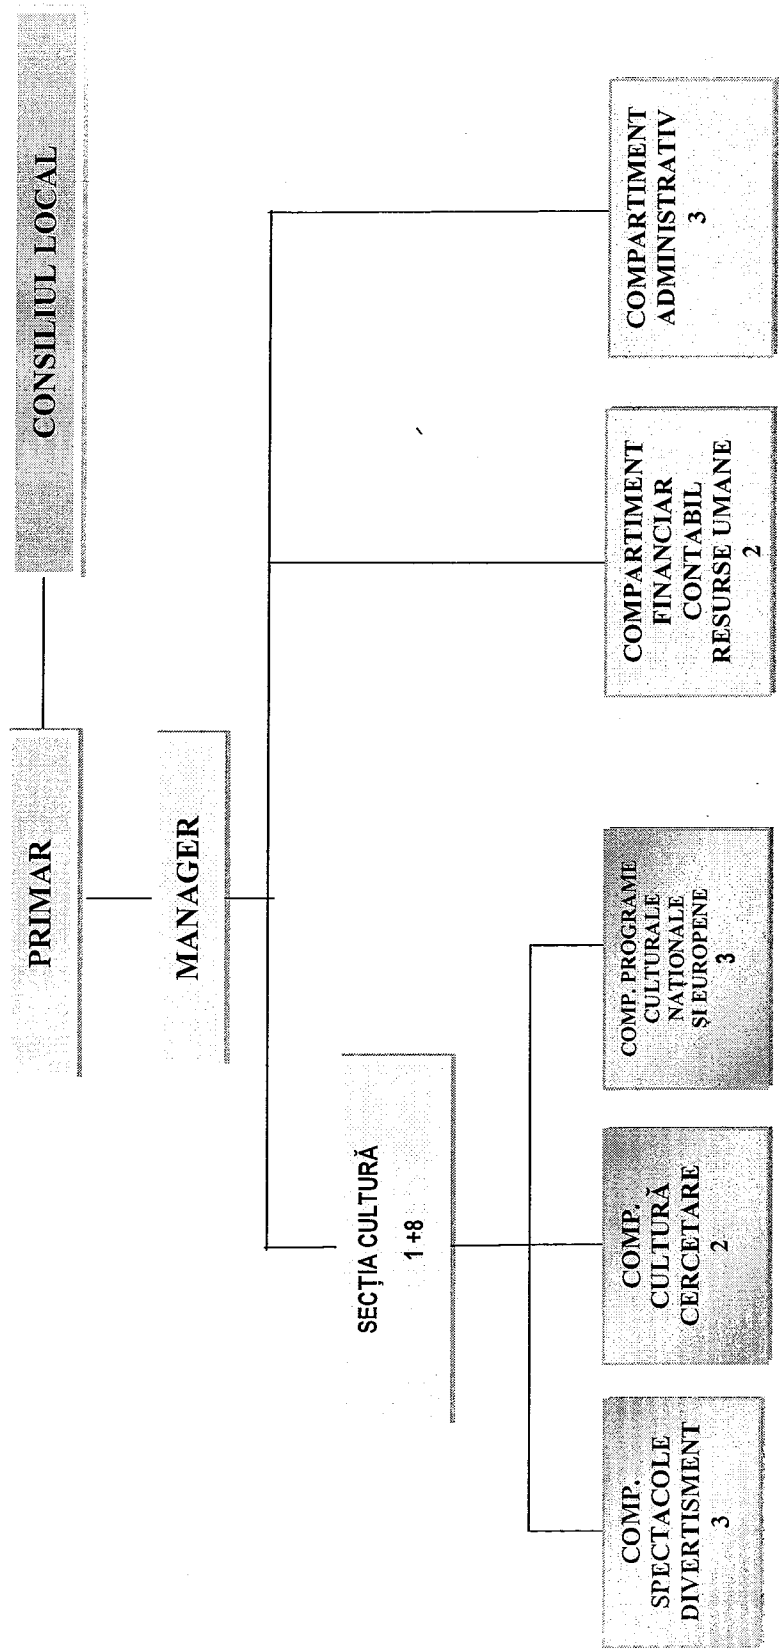 CONSILIUL LOCAL
PRIMAR
MANAGER
SECȚIA CULTURĂ
1 +8
COMP.
SPECTACOLE
DIVERTISMENT
3
COMP.
CULTURĂ
CERCETARE
2
COMP. PROGRAME
CULTURALE
NAȚIONALE
ȘI EUROPENE
3
COMPARTIMENT
FINANCIAR
CONTABIL
RESURSE UMANE
2
COMPARTIMENT
ADMINISTRATIV
3